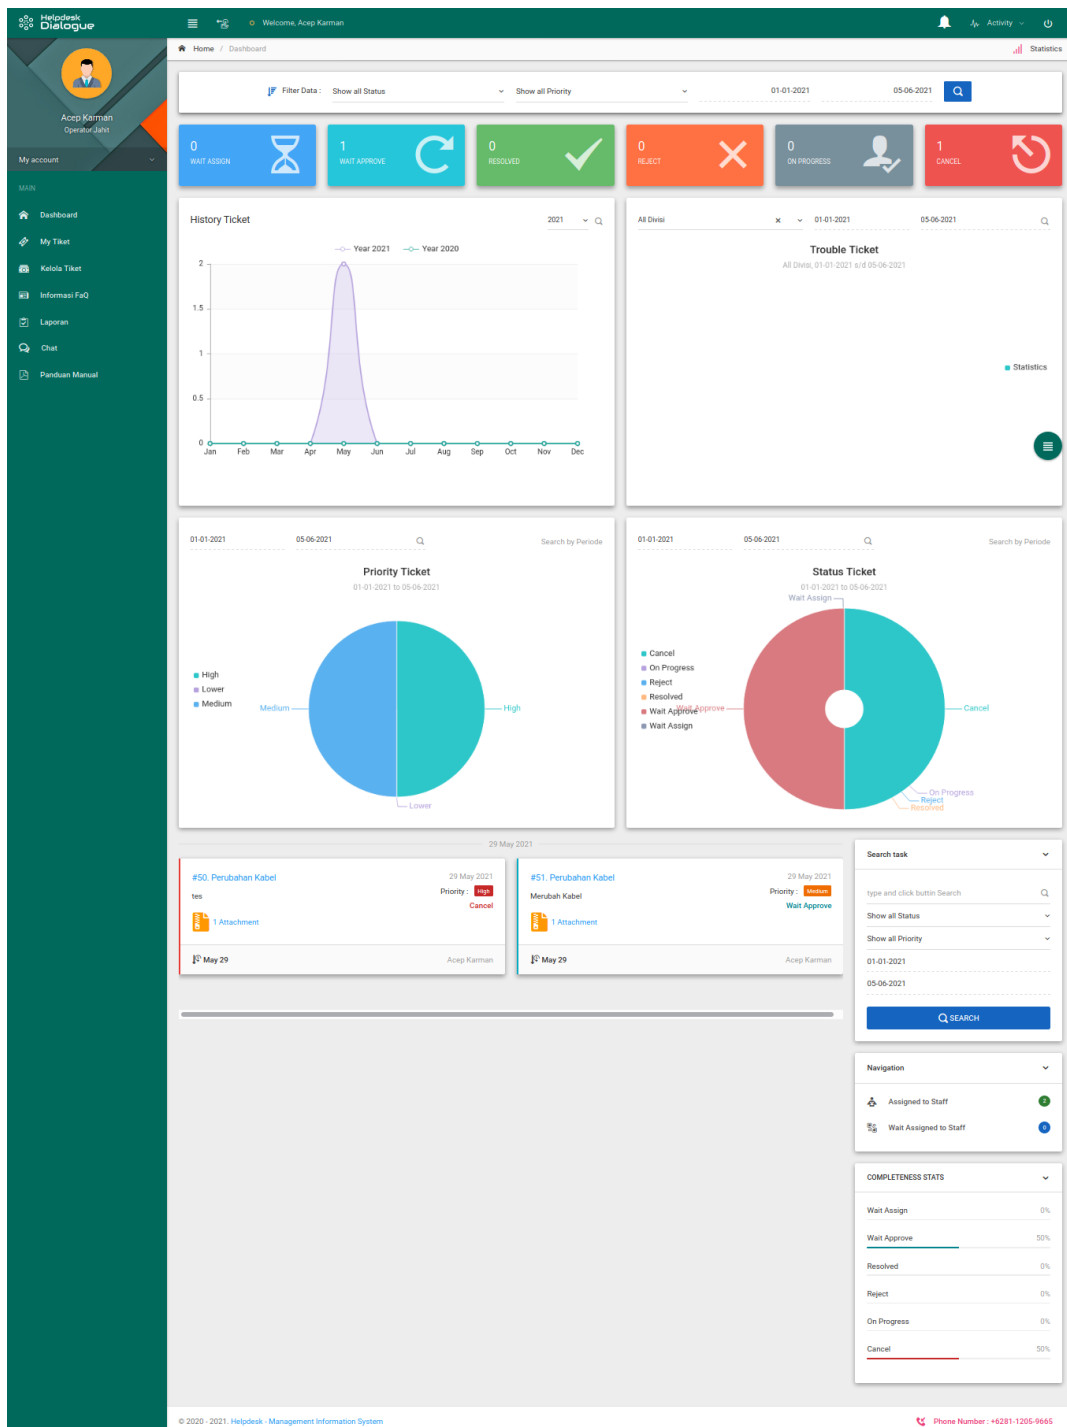 Helpdesk
Dialogue
Welcome, Acep Karman
Activity
Acep Karman
Operator Jahit
My account
MAIN
Dashboard
My Tiket
Kelola Tiket
Informasi FaQ
Laporan
Chat
Panduan Manual
Home / Dashboard
Statistics
Filter Data : Show all Status Show all Priority 01-01-2021 05-06-2021
0
WAIT ASSIGN
1
WAIT APPROVE
0
RESOLVED
0
REJECT
0
ON PROGRESS
1
CANCEL
History Ticket 2021
Year 2021 Year 2020
2
1.5
1
0.5
0
Jan Feb Mar Apr May Jun Jul Aug Sep Oct Nov Dec
All Divisi x 01-01-2021 05-06-2021
Trouble Ticket
All Divisi, 01-01-2021 s/d 05-06-2021
Statistics
01-01-2021 05-06-2021 Search by Periode
Priority Ticket
01-01-2021 to 05-06-2021
High
Lower
Medium
Medium
High
Lower
01-01-2021 05-06-2021 Search by Periode
Status Ticket
01-01-2021 to 05-06-2021
Wait Assign
Cancel
On Progress
Reject
Resolved
Wait Approve
Wait Assign
Wait Approve
Cancel
On Progress
Reject
Resolved
29 May 2021
#50. Perubahan Kabel 29 May 2021
tes Priority : High
Cancel
1 Attachment
May 29 Acep Karman
#51. Perubahan Kabel 29 May 2021
Merubah Kabel Priority : Medium
Wait Approve
1 Attachment
May 29 Acep Karman
Search task
type and click buttin Search
Show all Status
Show all Priority
01-01-2021
05-06-2021
SEARCH
Navigation
Assigned to Staff 2
Wait Assigned to Staff 0
COMPLETENESS STATS
Wait Assign 0%
Wait Approve 50%
Resolved 0%
Reject 0%
On Progress 0%
Cancel 50%
© 2020 - 2021. Helpdesk - Management Information System
Phone Number : +6281-1205-9665